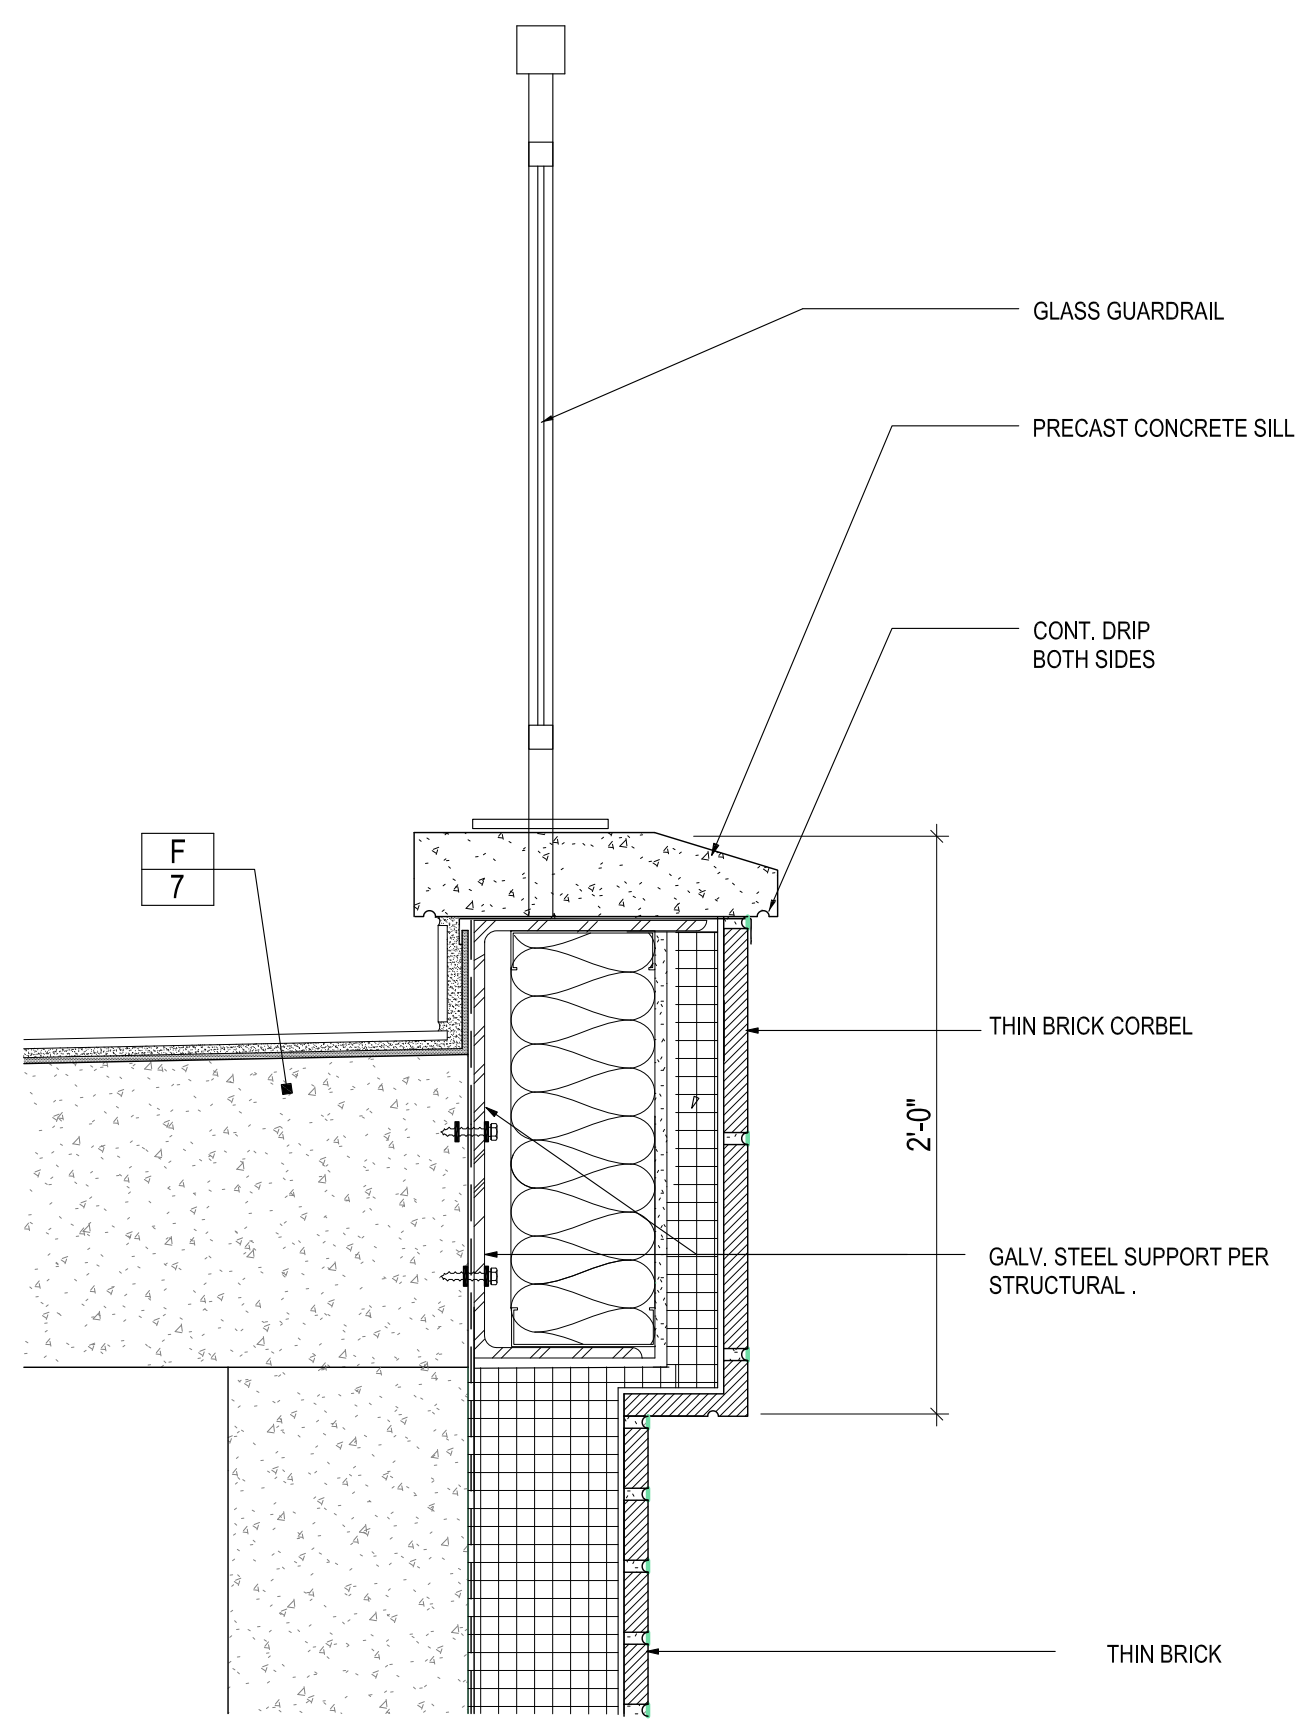 GLASS GUARDRAIL
PRECAST CONCRETE SILL
CONT. DRIP
BOTH SIDES
F
7
THIN BRICK CORBEL
2'-0"
GALV. STEEL SUPPORT PER
STRUCTURAL .
THIN BRICK